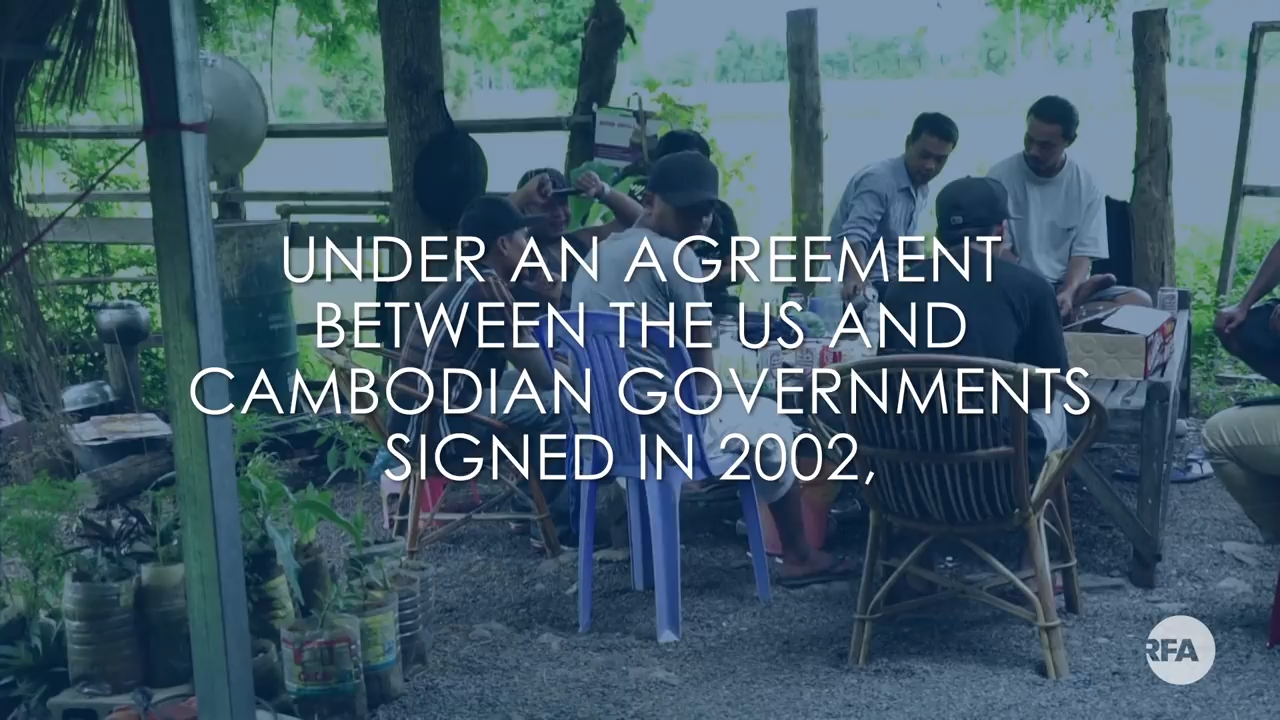 UNDER AN AGREEMENT
BETWEEN THE US AND
CAMBODIAN GOVERNMENTS
SIGNED IN 2002,
RFA